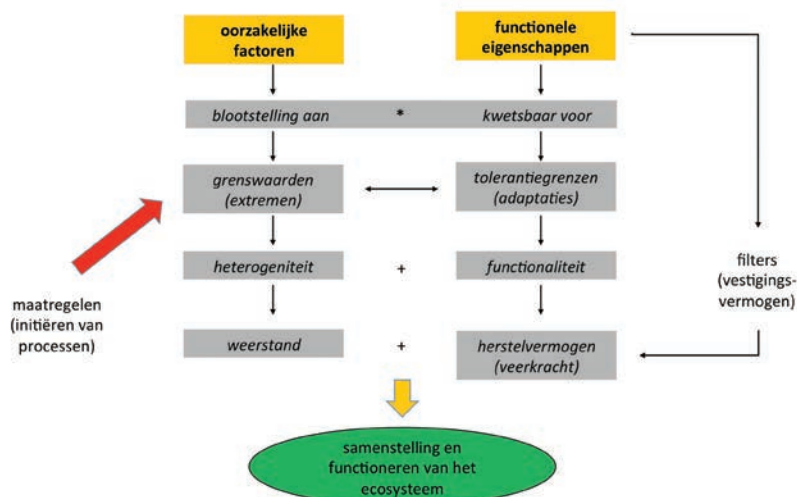 oorzakelijke
factoren
functionele
eigenschappen
blootstelling aan * kwetsbaar voor
grenswaarden
(extremen)
tolerantiegrenzen
(adaptaties)
heterogeniteit + functionaliteit
filters
(vestigings-
vermogen)
maatregelen
(initiëren van
processen)
weerstand + herstelvermogen
(veerkracht)
samenstelling en
functioneren van het
ecosysteem